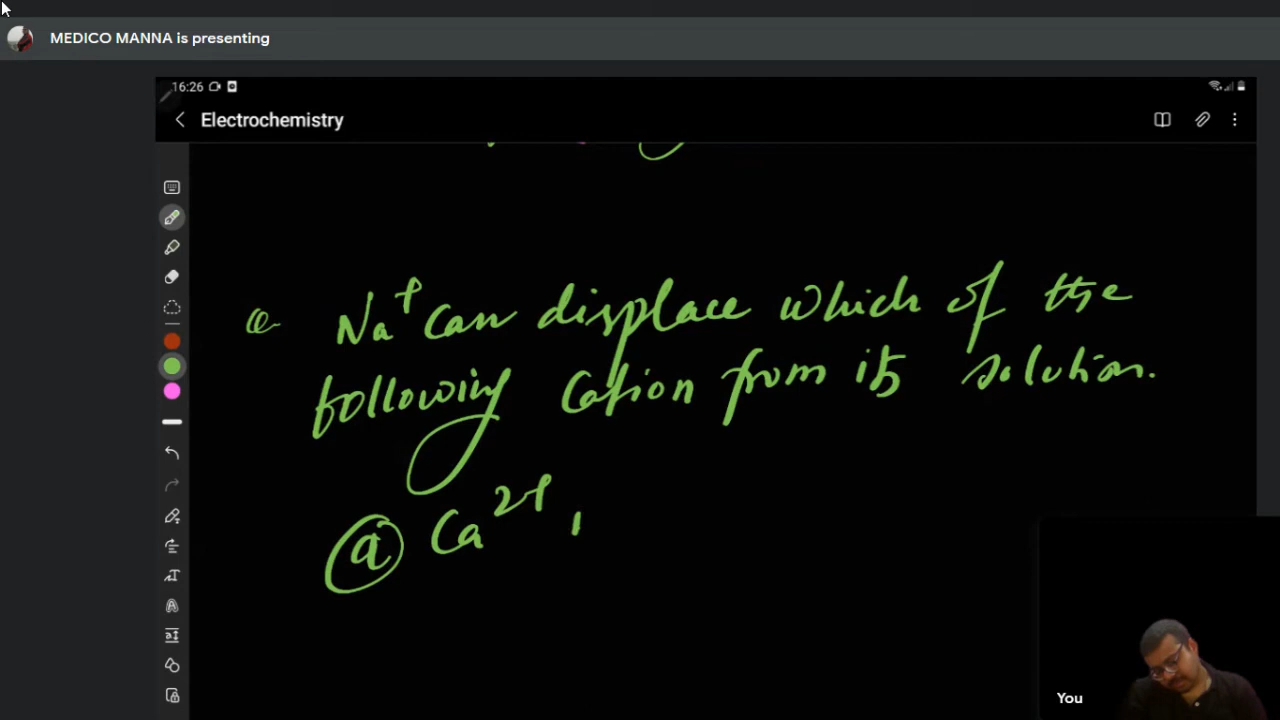 MEDICO MANNA is presenting
16:26
Electrochemistry
Q Na+ can displace which of the
following cation from its solution.
(a) Ca2+,
You